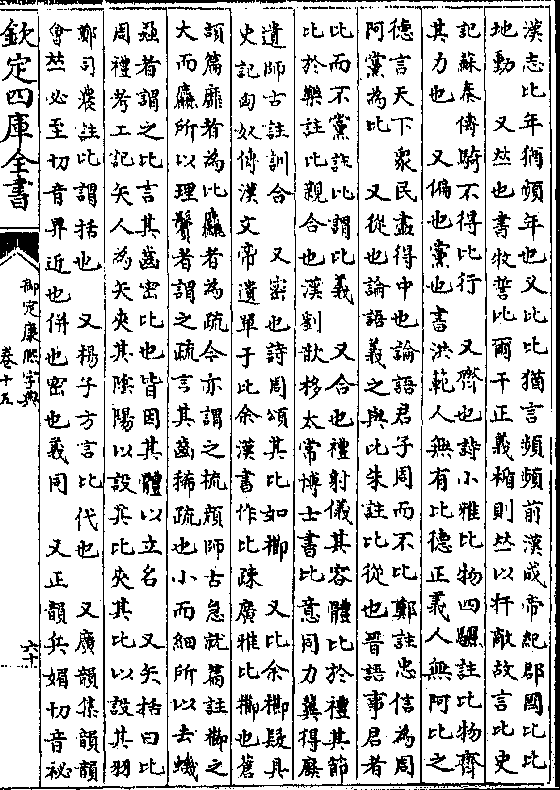 漢志比年猶頻年也又比比猶言頻頻前漢成帝紀郡國比比
地動　又竝也書牧誓比爾干正義楯則竝以扞敵故言比史
記蘇秦傳騎不得比行　又齊也詩小雅比物四驪註比物齊
其力也　又偏也黨也書洪範人無有比德正義人無阿比之
德言天下衆民盡得中也論語君子周而不比鄭註忠信為周
阿黨為比　又從也論語義之與比朱註比從也晉語事君者
比而不黨註比謂比義　又合也禮射儀其容體比於禮其節
比於樂註比親合也漢劉歆移太常博士書比意同力冀得廢
遺師古註訓合　又密也詩周頌其比如櫛　又比余櫛髮具
史記匈奴傳漢文帝遺單于比余漢書作比疎廣雅比櫛也蒼
頡篇靡者為比麤者為疏今亦謂之梳顔師古急就篇註櫛之
大而麤所以理鬢者謂之疏言其齒稀疏也小而細所以去蟣
蝨者謂之比言其齒密比也皆因其體以立名　又矢括曰比
周禮考工記矢人為矢夾其陰陽以設其比夾其比以設其羽
鄭司農註比謂括也　又楊子方言比代也　又廣韻集韻韻
會竝必至切音畀近也併也密也義同　又正韻兵媚切音祕
欽定四庫全書
御定康熙字典
卷十五
六十